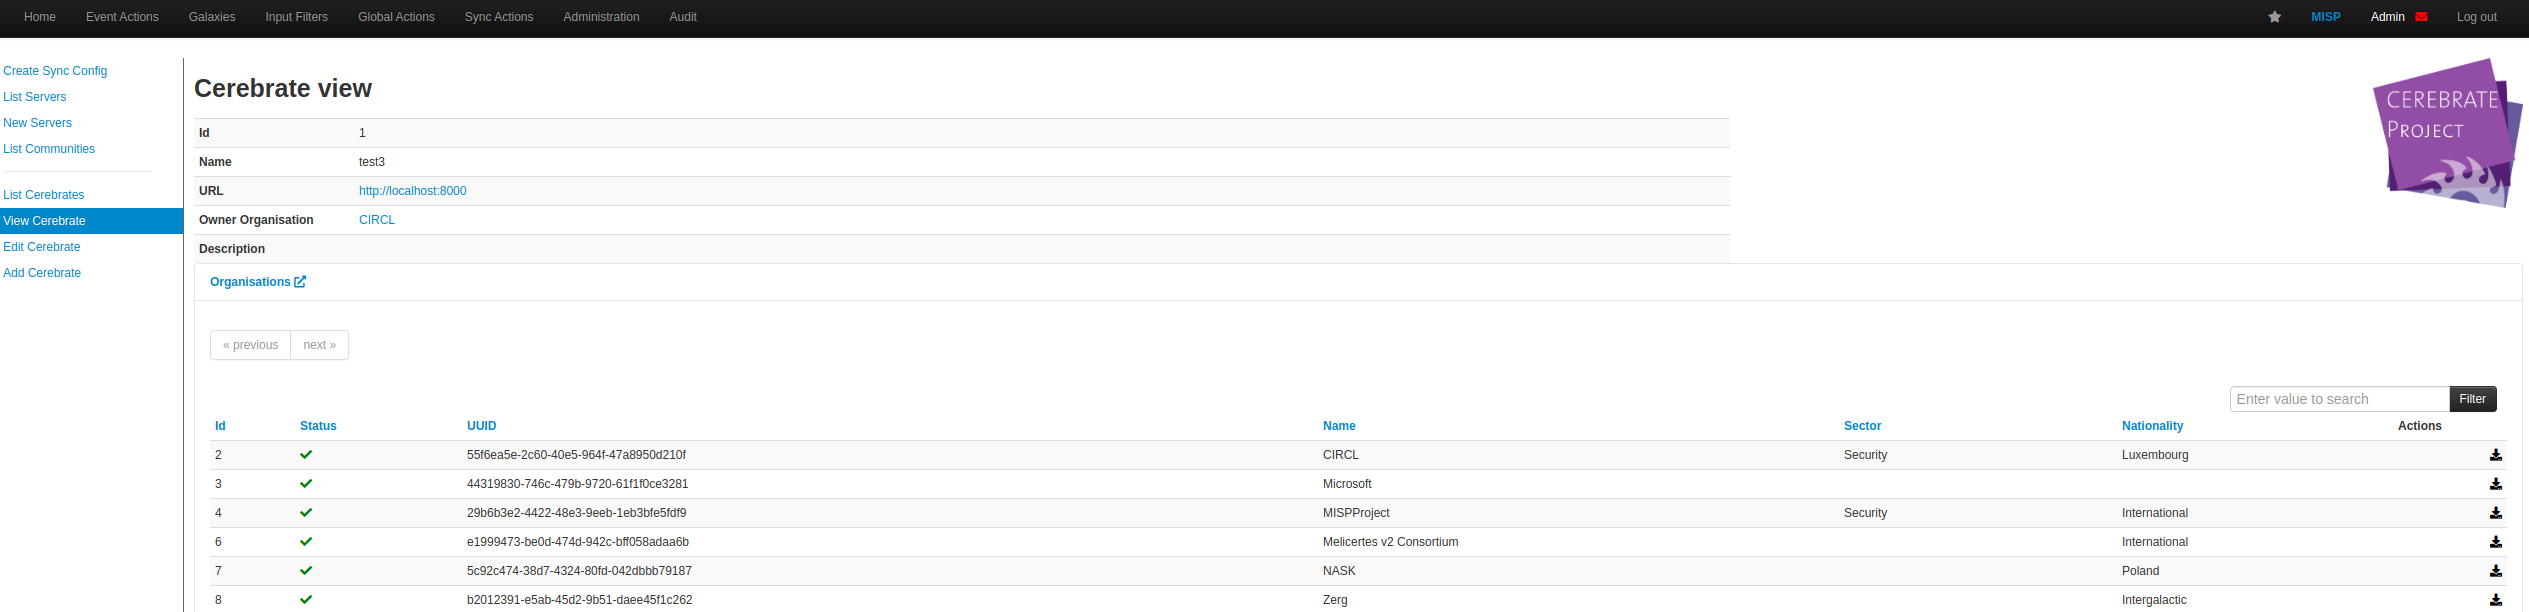 Home Event Actions Galaxies Input Filters Global Actions Sync Actions Administration Audit MISP Admin Log out
Create Sync Config
List Servers
New Servers
List Communities
List Cerebrates
View Cerebrate
Edit Cerebrate
Add Cerebrate
Cerebrate view
CEREBRATE
PROJECT
Id 1
Name test3
URL http://localhost:8000
Owner Organisation CIRCL
Description
Organisations
« previous next »
Enter value to search Filter
Id Status UUID Name Sector Nationality Actions
2 55f6ea5e-2c60-40e5-964f-47a8950d210f CIRCL Security Luxembourg
3 44319830-746c-479b-9720-61f1f0ce3281 Microsoft
4 29b6b3e2-4422-48e3-9eeb-1eb3bfe5fdf9 MISPProject Security International
6 e1999473-be0d-474d-942c-bff058adaa6b Melicertes v2 Consortium International
7 5c92c474-38d7-4324-80fd-042dbbb79187 NASK Poland
8 b2012391-e5ab-45d2-9b51-daee45f1c262 Zerg Intergalactic